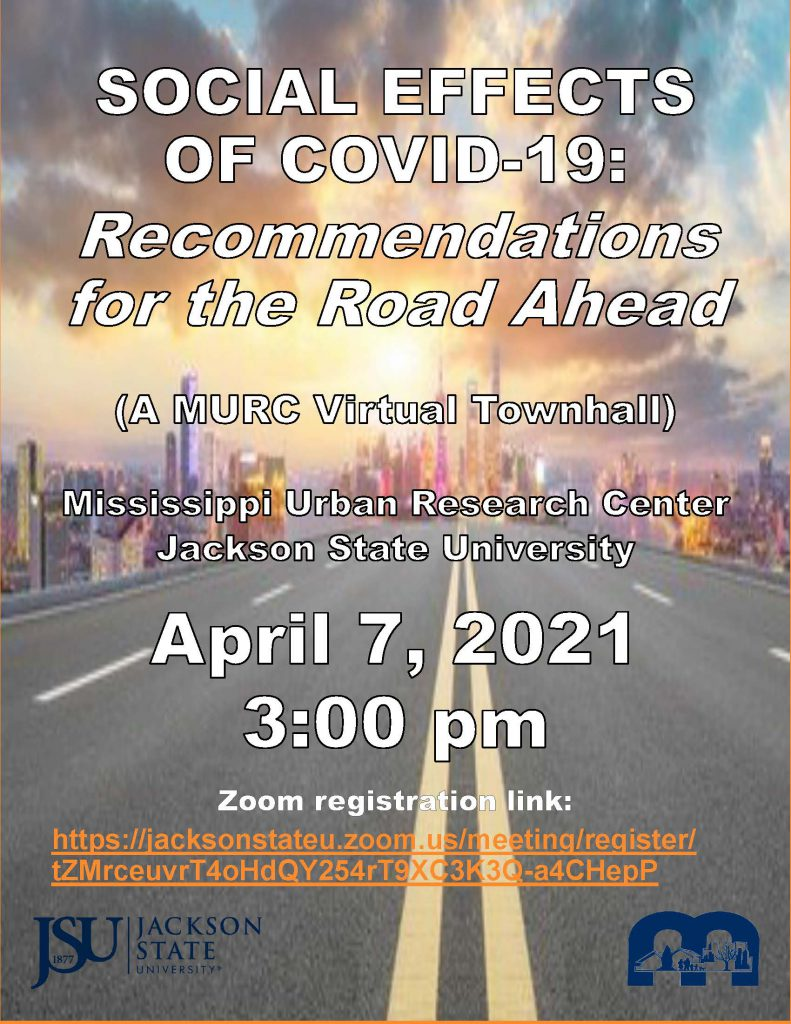 SOCIAL EFFECTS
OF COVID-19:
Recommendations
for the Road Ahead
(A MURC Virtual Townhall)
Mississippi Urban Research Center
Jackson State University
April 7, 2021
3:00 pm
Zoom registration link:
https://jacksonstateu.zoom.us/meeting/register/
tZMrceuvrT4oHdQY254rT9XC3K3Q-a4CHepP
JSU
1877
JACKSON
STATE
UNIVERSITY®